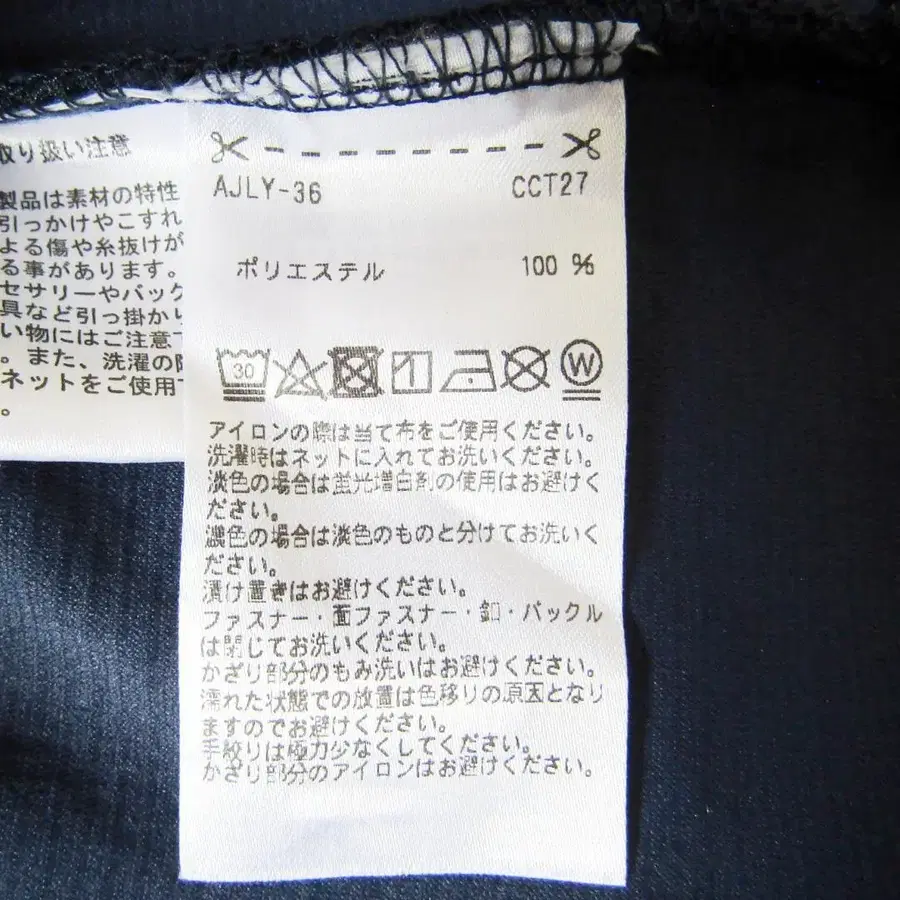 取り扱い注意
製品は素材の特性
引っかけやこすれ
よる傷や糸抜けが
る事があります。
セサリーやバック
具など引っ掛かり
い物にはご注意下
。また、洗濯の際
ネットをご使用下
。
AJLY-36 CCT27
ポリエステル 100 %
30 W
アイロンの際は当て布をご使用ください。
洗濯時はネットに入れてお洗いください。
淡色の場合は蛍光増白剤の使用はお避けく
ださい。
濃色の場合は淡色のものと分けてお洗いく
ださい。
漬け置きはお避けください。
ファスナー・面ファスナー・釦・バックル
は閉じてお洗いください。
かざり部分のもみ洗いはお避けください。
濡れた状態での放置は色移りの原因となり
ますのでお避けください。
手絞りは極力少なくしてください。
かざり部分のアイロンはお避けください。